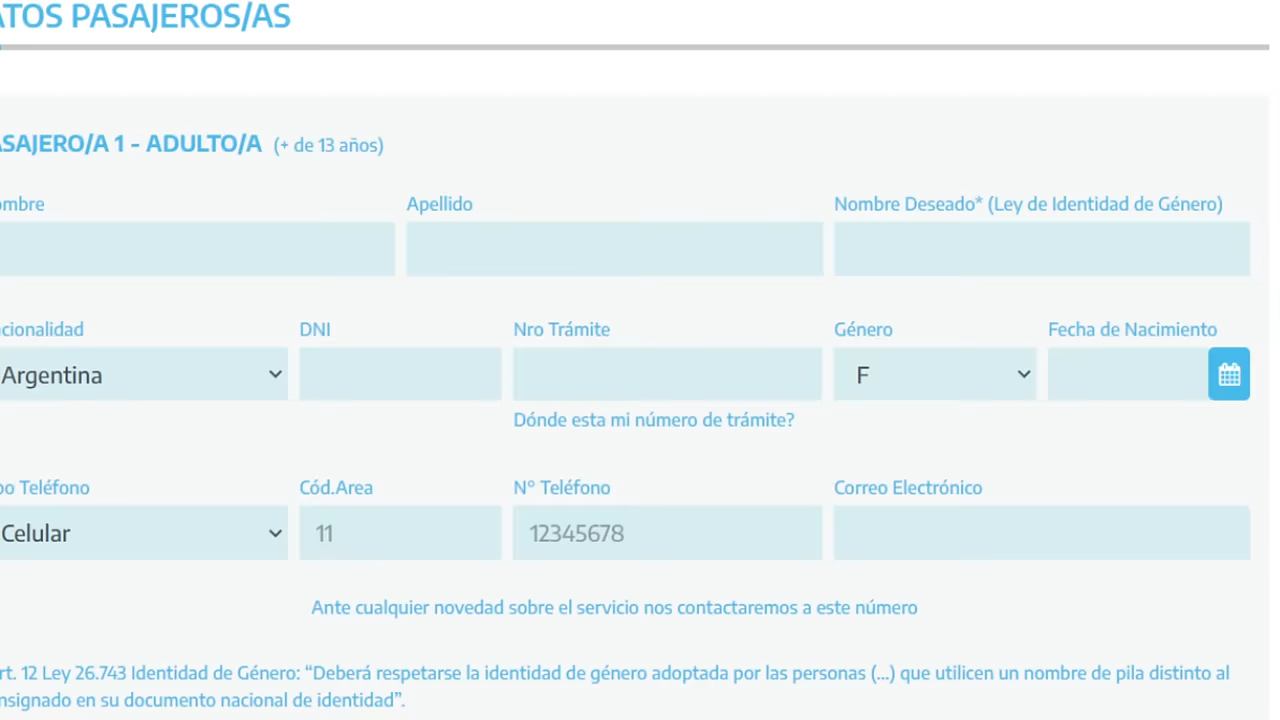 ATOS PASAJEROS/AS
ASAJERO/A 1 - ADULTO/A (+ de 13 años)
ombre Apellido Nombre Deseado* (Ley de Identidad de Género)
cionalidad DNI Nro Trámite Género Fecha de Nacimiento
Argentina F
Dónde esta mi número de trámite?
po Teléfono Cód.Area N° Teléfono Correo Electrónico
Celular 11 12345678
Ante cualquier novedad sobre el servicio nos contactaremos a este número
rt. 12 Ley 26.743 Identidad de Género: “Deberá respetarse la identidad de género adoptada por las personas (...) que utilicen un nombre de pila distinto al
nsignado en su documento nacional de identidad”.